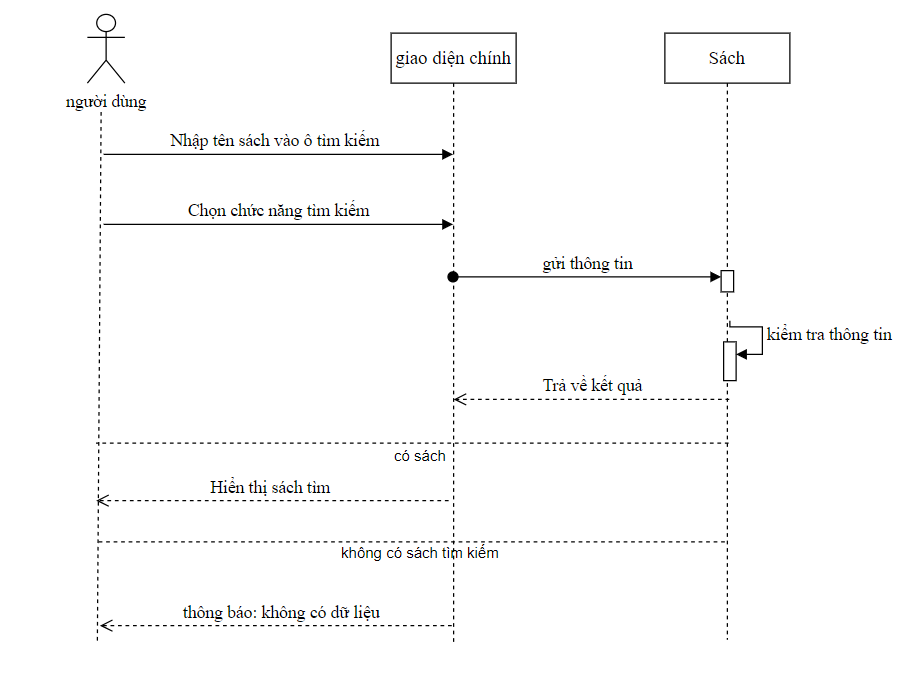 giao diện chính
Sách
người dùng
Nhập tên sách vào ô tìm kiếm
Chọn chức năng tìm kiếm
gửi thông tin
kiểm tra thông tin
Trả về kết quả
có sách
Hiển thị sách tìm
không có sách tìm kiếm
thông báo: không có dữ liệu